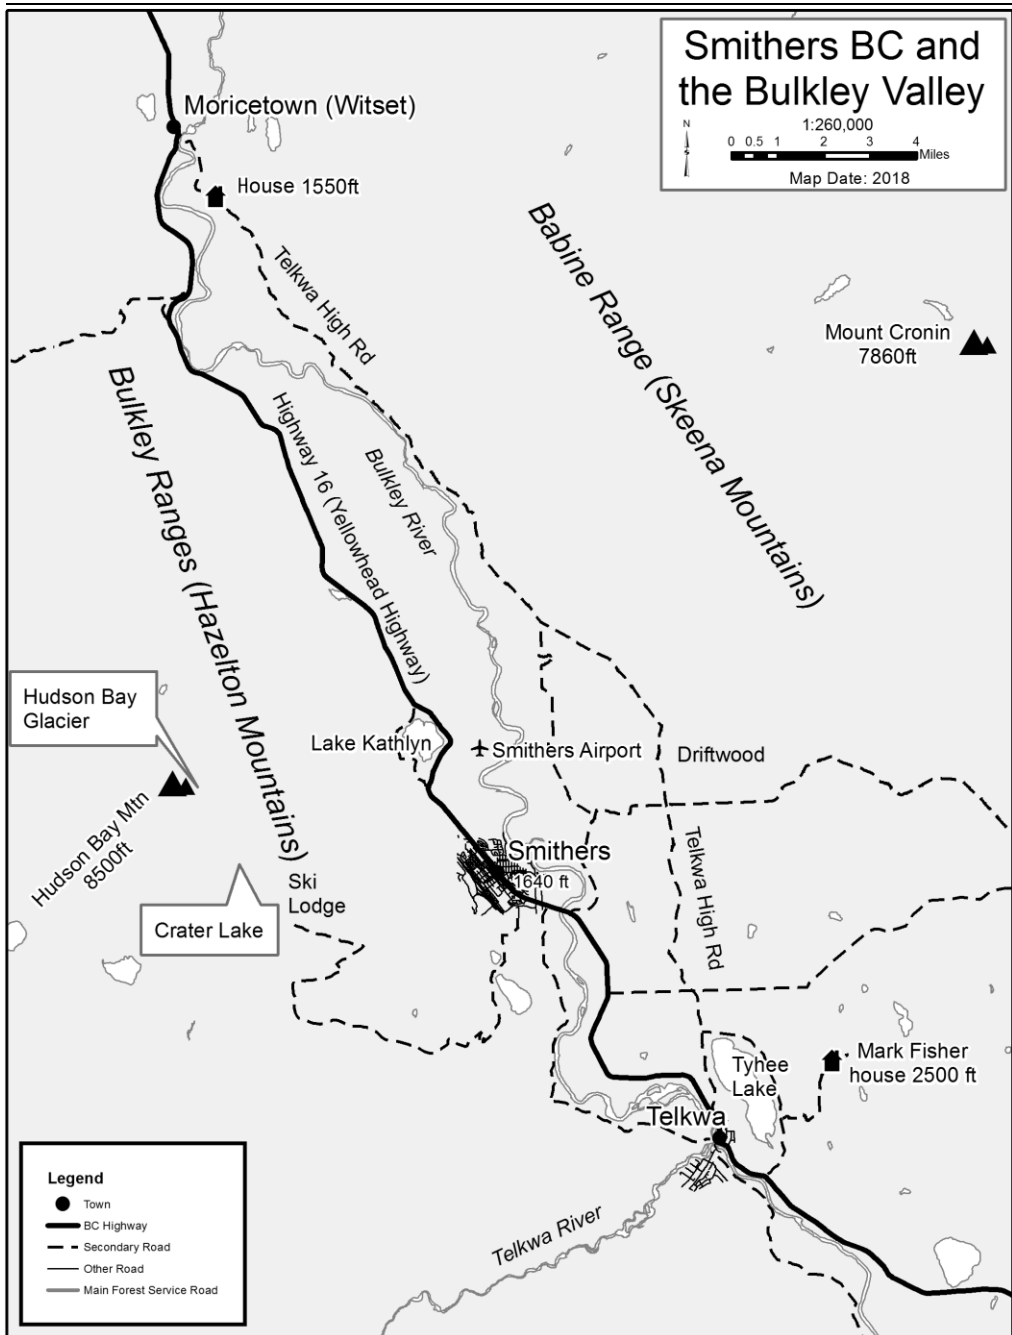 Smithers BC and
the Bulkley Valley
N
1:260,000
0 0.5 1 2 3 4
Miles
Map Date: 2018
Moricetown (Witset)
House 1550ft
Telkwa High Rd
Babine Range (Skeena Mountains)
Mount Cronin
7860ft
Bulkley Ranges (Hazelton Mountains)
Highway 16 (Yellowhead Highway)
Bulkley River
Hudson Bay
Glacier
Lake Kathlyn
Smithers Airport
Driftwood
Hudson Bay Mtn
8500ft
Smithers
1640 ft
Telkwa High Rd
Ski
Lodge
Crater Lake
Tyhee
Lake
Mark Fisher
house 2500 ft
Telkwa
Telkwa River
Legend
Town
BC Highway
Secondary Road
Other Road
Main Forest Service Road